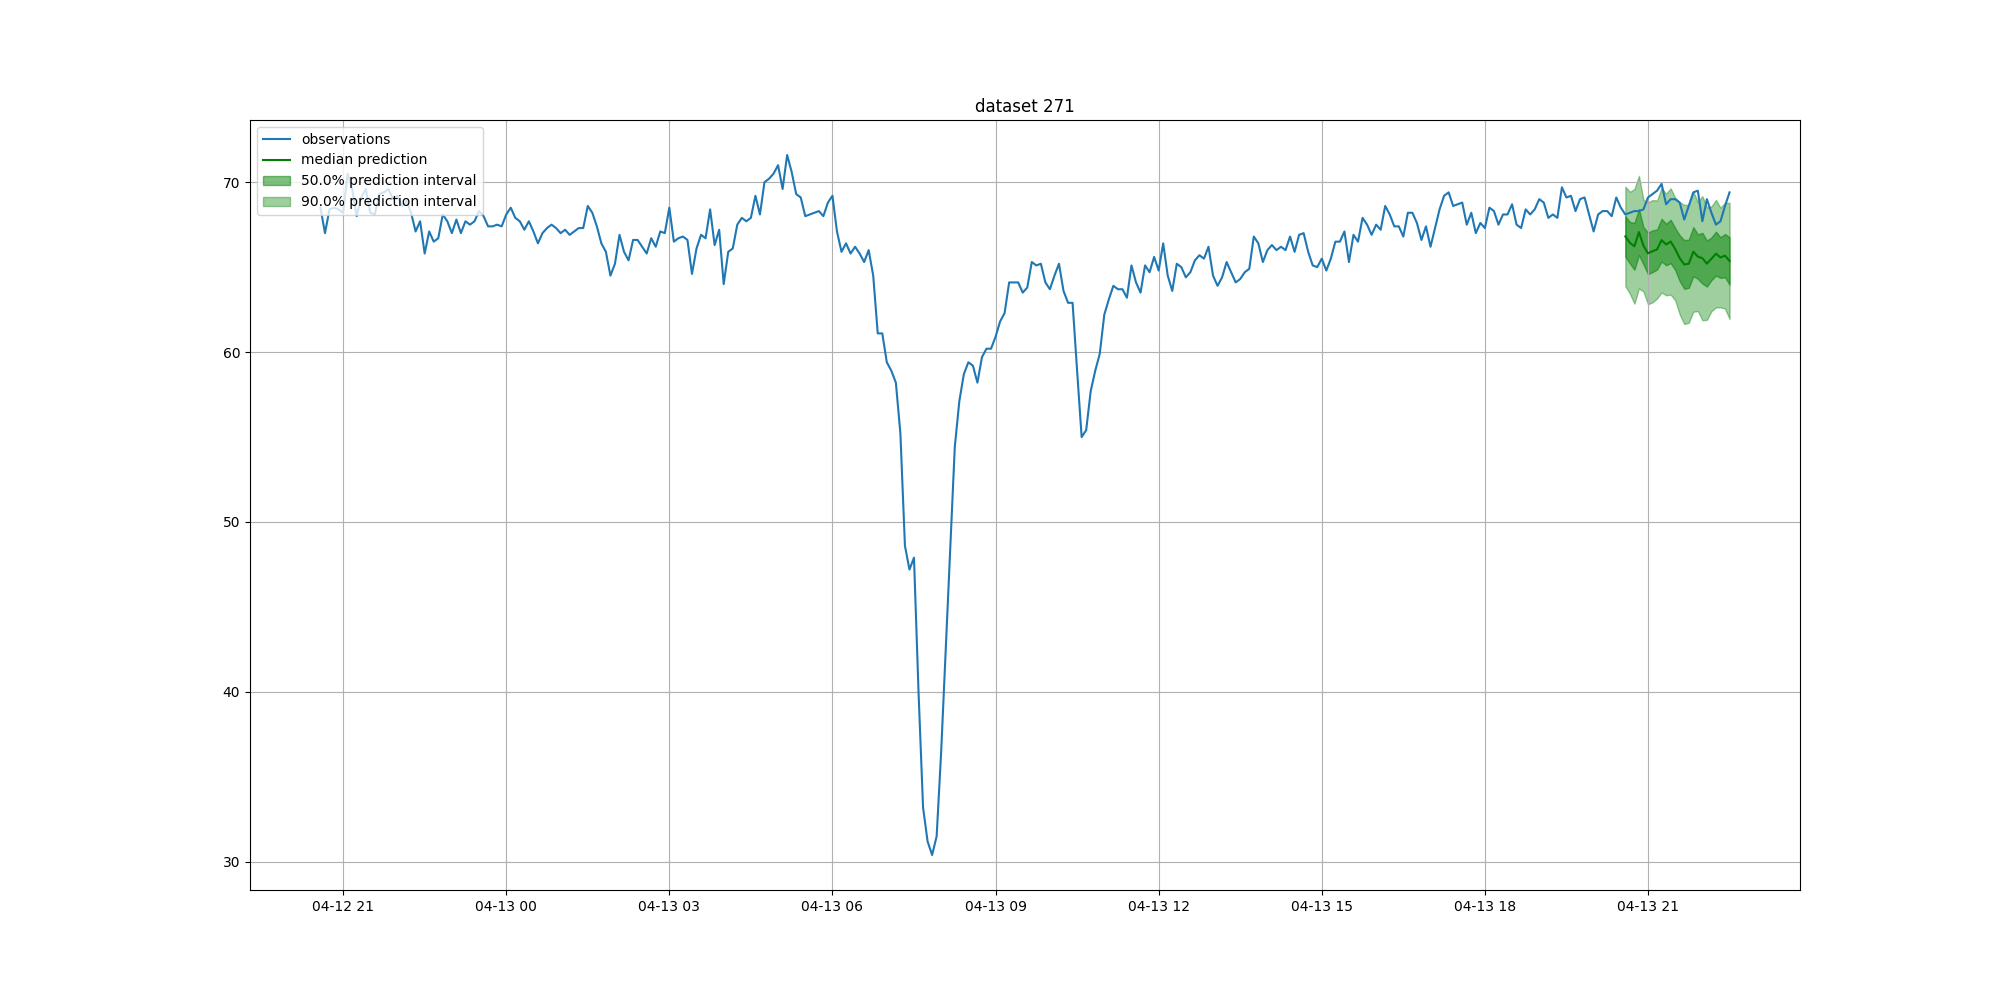 dataset 271
observations
median prediction
50.0% prediction interval
90.0% prediction interval
70
60
50
40
30
04-12 21
04-13 00
04-13 03
04-13 06
04-13 09
04-13 12
04-13 15
04-13 18
04-13 21